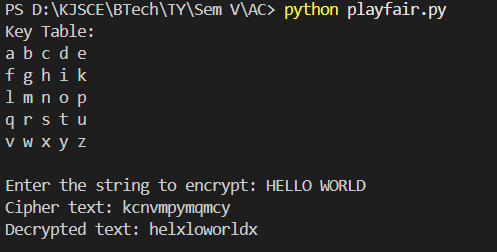 PS D:\KJSCE\BTech\TY\Sem V\AC> python playfair.py
Key Table:
a b c d e
f g h i k
l m n o p
q r s t u
v w x y z
Enter the string to encrypt: HELLO WORLD
Cipher text: kcnvmpymqmcy
Decrypted text: helxloworldx